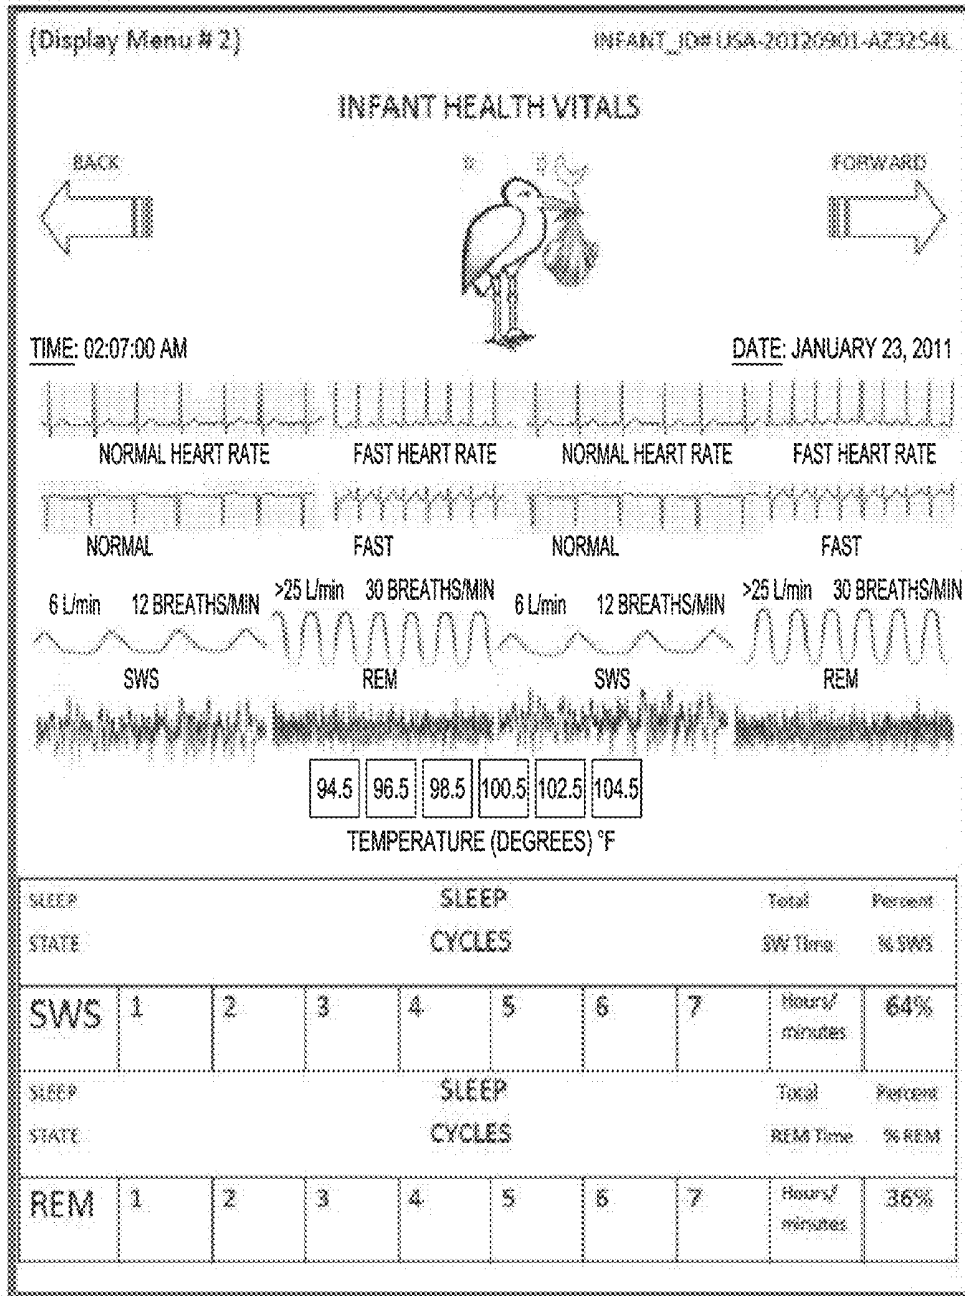 (Display Menu # 2) INFANT_ID# USA-20120901-AZ3254L
INFANT HEALTH VITALS
BACK FORWARD
TIME: 02:07:00 AM DATE: JANUARY 23, 2011
NORMAL HEART RATE FAST HEART RATE NORMAL HEART RATE FAST HEART RATE
NORMAL FAST NORMAL FAST
6 L/min 12 BREATHS/MIN >25 L/min 30 BREATHS/MIN 6 L/min 12 BREATHS/MIN >25 L/min 30 BREATHS/MIN
SWS REM SWS REM
94.5 96.5 98.5 100.5 102.5 104.5
TEMPERATURE (DEGREES) °F
SLEEP SLEEP Total Percent
STATE CYCLES SW Time % SWS
SWS 1 2 3 4 5 6 7 Hours/ 64%
minutes
SLEEP SLEEP Total Percent
STATE CYCLES REM Time % REM
REM 1 2 3 4 5 6 7 Hours/ 36%
minutes